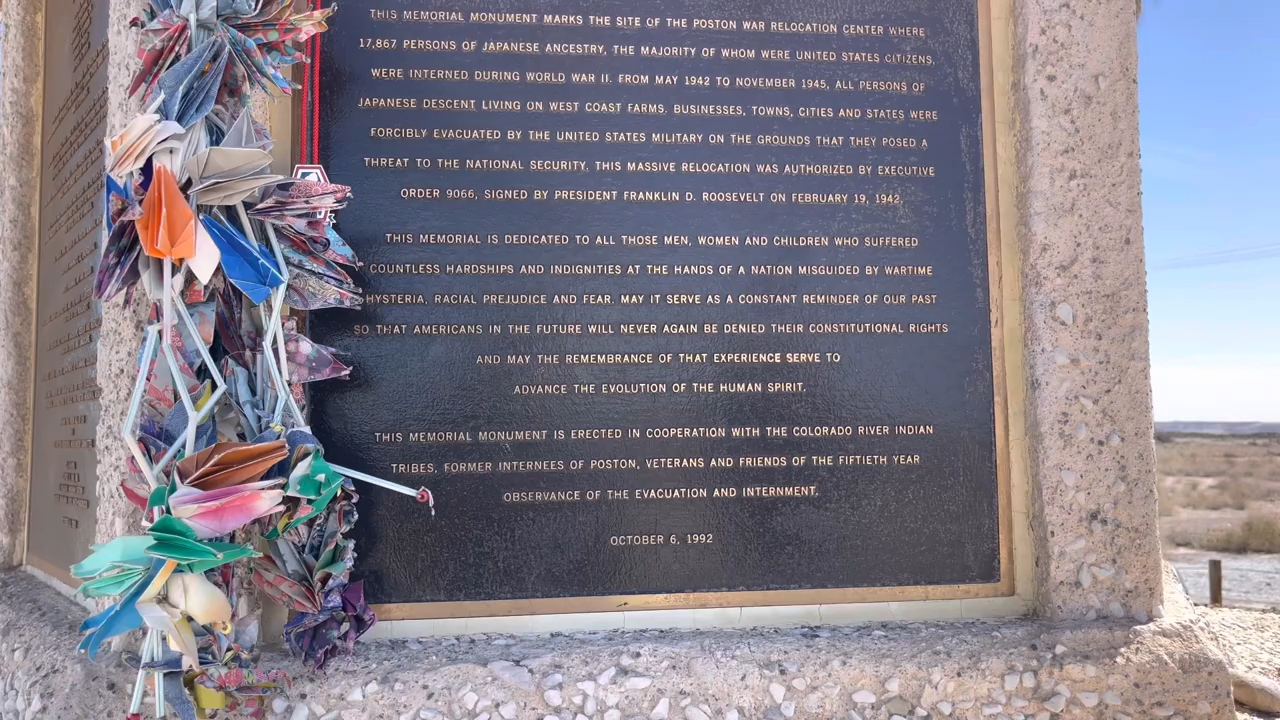 THIS MEMORIAL MONUMENT MARKS THE SITE OF THE POSTON WAR RELOCATION CENTER WHERE
17,867 PERSONS OF JAPANESE ANCESTRY, THE MAJORITY OF WHOM WERE UNITED STATES CITIZENS,
WERE INTERNED DURING WORLD WAR II. FROM MAY 1942 TO NOVEMBER 1945, ALL PERSONS OF
JAPANESE DESCENT LIVING ON WEST COAST FARMS. BUSINESSES, TOWNS, CITIES AND STATES WERE
FORCIBLY EVACUATED BY THE UNITED STATES MILITARY ON THE GROUNDS THAT THEY POSED A
THREAT TO THE NATIONAL SECURITY. THIS MASSIVE RELOCATION WAS AUTHORIZED BY EXECUTIVE
ORDER 9066, SIGNED BY PRESIDENT FRANKLIN D. ROOSEVELT ON FEBRUARY 19, 1942.
THIS MEMORIAL IS DEDICATED TO ALL THOSE MEN, WOMEN AND CHILDREN WHO SUFFERED
COUNTLESS HARDSHIPS AND INDIGNITIES AT THE HANDS OF A NATION MISGUIDED BY WARTIME
HYSTERIA, RACIAL PREJUDICE AND FEAR. MAY IT SERVE AS A CONSTANT REMINDER OF OUR PAST
SO THAT AMERICANS IN THE FUTURE WILL NEVER AGAIN BE DENIED THEIR CONSTITUTIONAL RIGHTS
AND MAY THE REMEMBRANCE OF THAT EXPERIENCE SERVE TO
ADVANCE THE EVOLUTION OF THE HUMAN SPIRIT.
THIS MEMORIAL MONUMENT IS ERECTED IN COOPERATION WITH THE COLORADO RIVER INDIAN
TRIBES, FORMER INTERNEES OF POSTON, VETERANS AND FRIENDS OF THE FIFTIETH YEAR
OBSERVANCE OF THE EVACUATION AND INTERNMENT.
OCTOBER 6, 1992